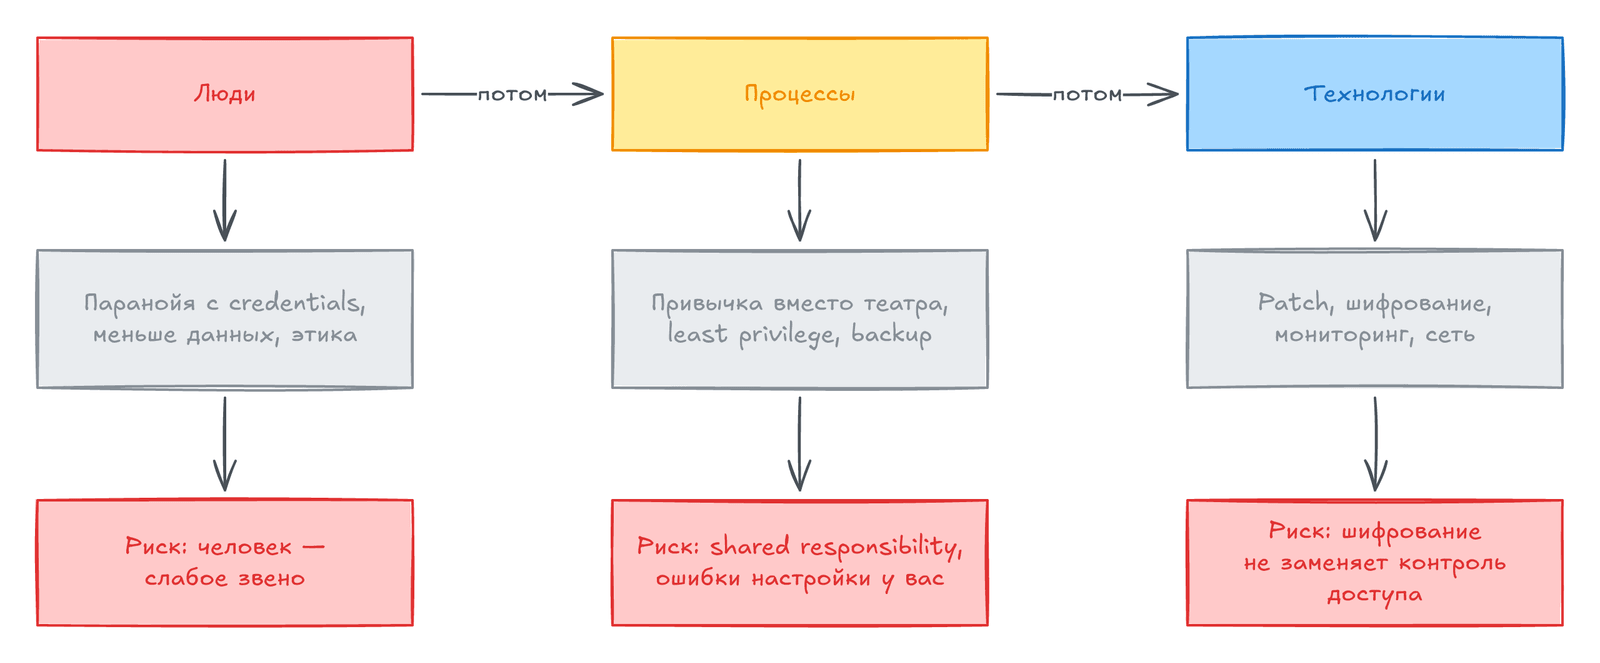 Люди
потом
Процессы
потом
Технологии
Паранойя с credentials,
меньше данных, этика
Привычка вместо театра,
least privilege, backup
Patch, шифрование,
мониторинг, сеть
Риск: человек —
слабое звено
Риск: shared responsibility,
ошибки настройки у вас
Риск: шифрование
не заменяет контроль
доступа